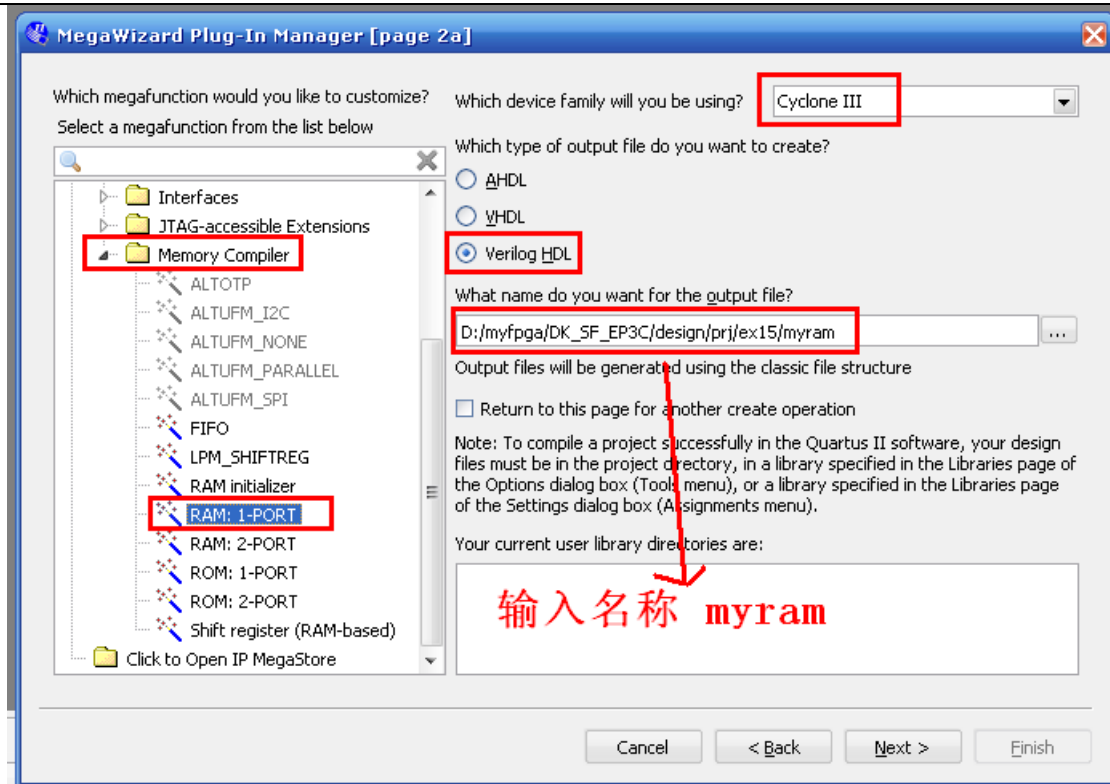 MegaWizard Plug-In Manager [page 2a]
Which megafunction would you like to customize?
Select a megafunction from the list below
Interfaces
JTAG-accessible Extensions
Memory Compiler
ALTOTP
ALTUFM_I2C
ALTUFM_NONE
ALTUFM_PARALLEL
ALTUFM_SPI
FIFO
LPM_SHIFTREG
RAM initializer
RAM: 1-PORT
RAM: 2-PORT
ROM: 1-PORT
ROM: 2-PORT
Shift register (RAM-based)
Click to Open IP MegaStore
Which device family will you be using?
Cyclone III
Which type of output file do you want to create?
AHDL
VHDL
Verilog HDL
What name do you want for the output file?
D:/myfpga/DK_SF_EP3C/design/prj/ex15/myram
...
Output files will be generated using the classic file structure
Return to this page for another create operation
Note: To compile a project successfully in the Quartus II software, your design
files must be in the project directory, in a library specified in the Libraries page of
the Options dialog box (Tools menu), or a library specified in the Libraries page
of the Settings dialog box (Assignments menu).
Your current user library directories are:
输入名称 myram
Cancel
< Back
Next >
Finish